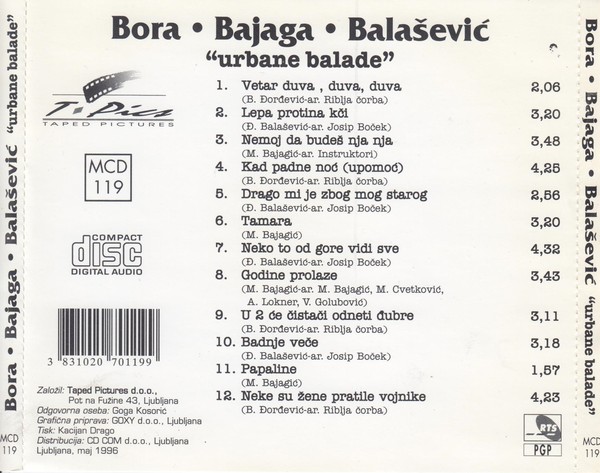 Bora • Bajaga • Balašević
"urbane balade"
T•Pics
TAPED PICTURES
MCD
119
COMPACT
disc
DIGITAL AUDIO
1. Vetar duva , duva, duva 2,06
(B. Đorđević-ar. Riblja čorba)
2. Lepa protina kči 3,20
(Đ. Balašević-ar. Josip Boček)
3. Nemoj da budeš nja nja 3,48
(M. Bajagić-ar. Instruktori)
4. Kad padne noć (upomoć) 4,25
(B. Đorđević-ar. Riblja čorba)
5. Drago mi je zbog mog starog 2,56
(Đ. Balašević-ar. Josip Boček)
6. Tamara 3,20
(M. Bajagić)
7. Neko to od gore vidi sve 4,32
(Đ. Balašević-ar. Josip Boček)
8. Godine prolaze 3,43
(M. Bajagić-ar. M. Bajagić, M. Cvetković,
A. Lokner, V. Golubović)
9. U 2 će čistači odneti đubre 3,11
(B. Đorđević-ar. Riblja čorba)
10. Badnje veče 3,18
(Đ. Balašević-ar. Josip Boček)
11. Papaline 1,57
(M. Bajagić)
12. Neke su žene pratile vojnike 4,23
(B. Đorđević-ar. Riblja čorba)
3 831020 701199
Založil: Taped Pictures d.o.o.,
Pot na Fužine 43, Ljubljana
Odgovorna oseba: Goga Kosorić
Grafična priprava: GOXY d.o.o., Ljubljana
Tisk: Kacijan Drago
Distribucija: CD COM d.o.o., Ljubljana
Ljubljana, maj 1996
RTS
PGP
Bora • Bajaga • Balašević "urbane balade"
MCD
119
Bora • Bajaga • Balašević "urbane balade"
MCD
119